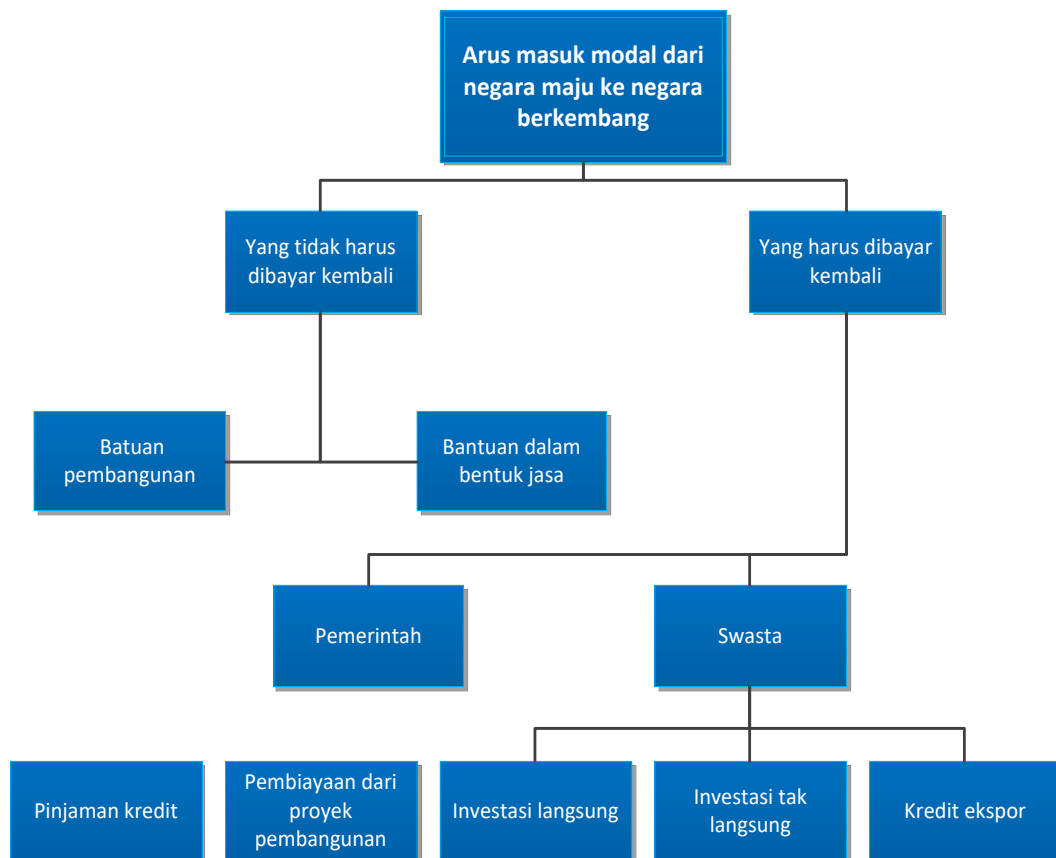 Arus masuk modal dari
negara maju ke negara
berkembang
Yang tidak harus
dibayar kembali
Yang harus dibayar
kembali
Batuan
pembangunan
Bantuan dalam
bentuk jasa
Pemerintah
Swasta
Pinjaman kredit
Pembiayaan dari
proyek
pembangunan
Investasi langsung
Investasi tak
langsung
Kredit ekspor